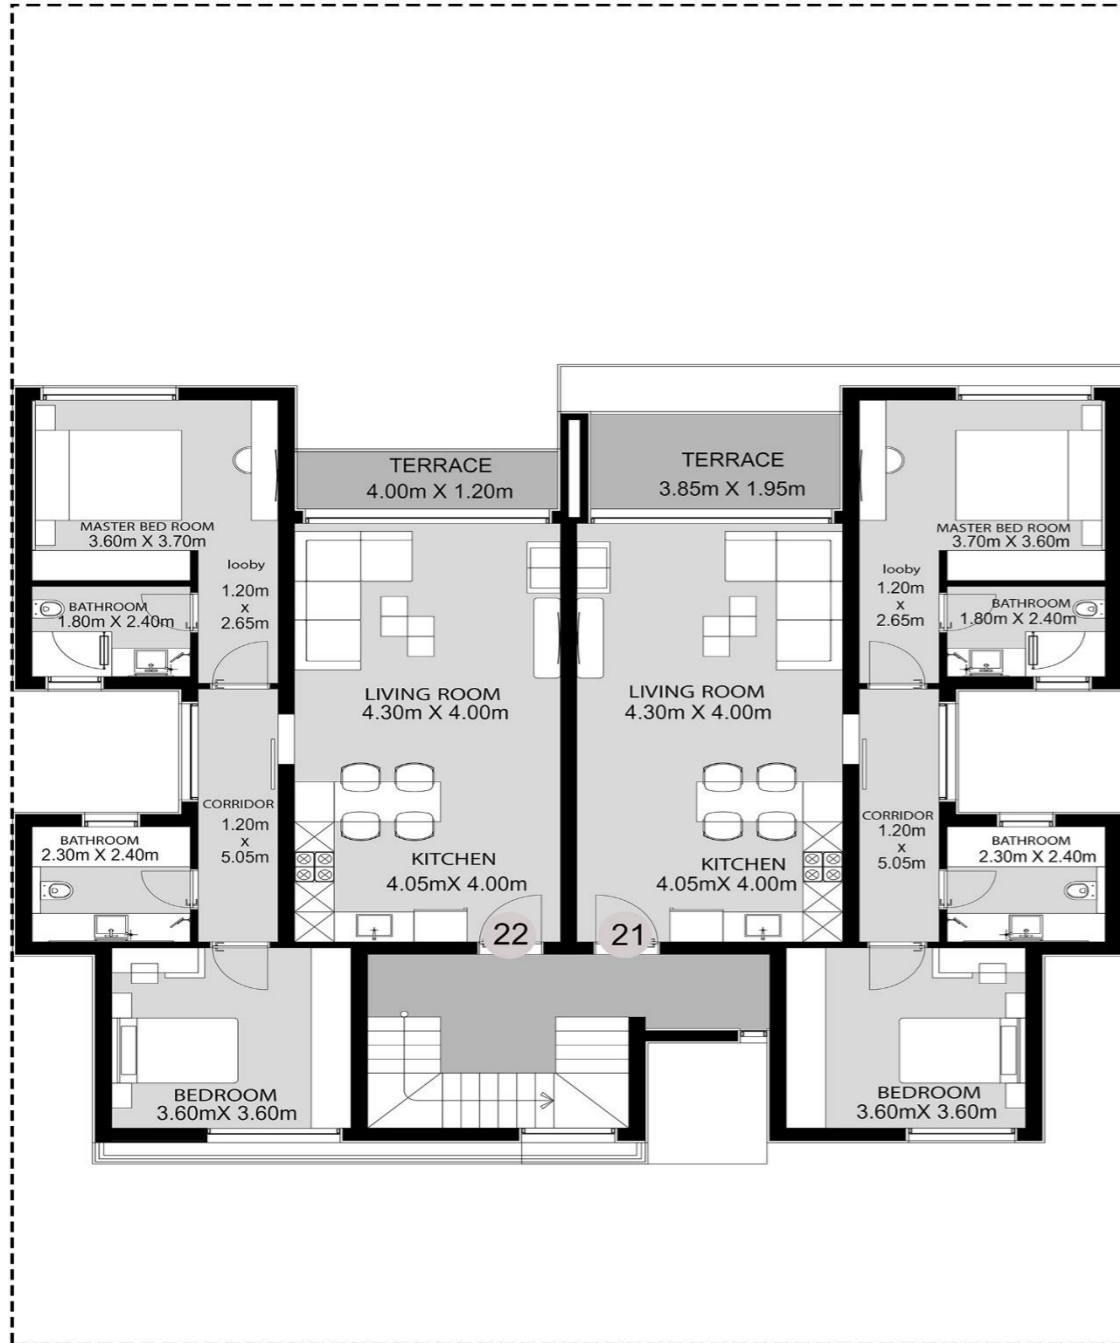 TERRACE
4.00m X 1.20m
TERRACE
3.85m X 1.95m
MASTER BED ROOM
3.60m X 3.70m
MASTER BED ROOM
3.70m X 3.60m
looby
1.20m
x
2.65m
looby
1.20m
x
2.65m
BATHROOM
1.80m X 2.40m
BATHROOM
1.80m X 2.40m
LIVING ROOM
4.30m X 4.00m
LIVING ROOM
4.30m X 4.00m
CORRIDOR
1.20m
x
5.05m
CORRIDOR
1.20m
x
5.05m
BATHROOM
2.30m X 2.40m
BATHROOM
2.30m X 2.40m
KITCHEN
4.05mX 4.00m
KITCHEN
4.05mX 4.00m
22
21
BEDROOM
3.60mX 3.60m
BEDROOM
3.60mX 3.60m